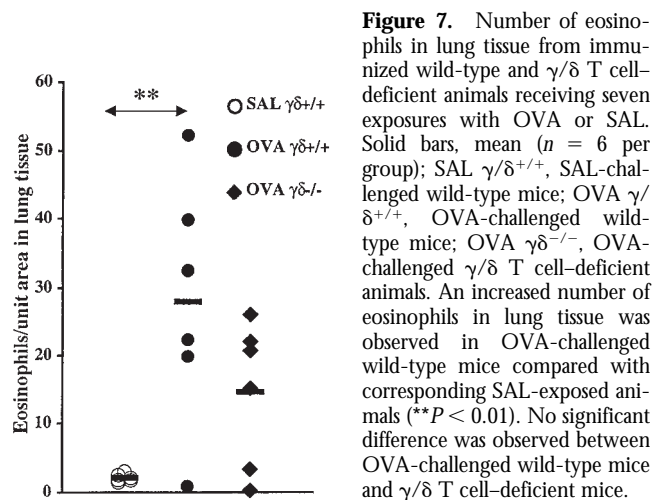 Eosinophils/unit area in lung tissue
60
50
40
30
20
10
0
**
SAL γδ+/+
OVA γδ+/+
OVA γδ-/-
Figure 7. Number of eosino-
phils in lung tissue from immu-
nized wild-type and γ/δ T cell–
deficient animals receiving seven
exposures with OVA or SAL.
Solid bars, mean (n = 6 per
group); SAL γ/δ+/+, SAL-chal-
lenged wild-type mice; OVA γ/
δ+/+, OVA-challenged wild-
type mice; OVA γδ−/−, OVA-
challenged γ/δ T cell–deficient
animals. An increased number of
eosinophils in lung tissue was
observed in OVA-challenged
wild-type mice compared with
corresponding SAL-exposed ani-
mals (**P < 0.01). No significant
difference was observed between
OVA-challenged wild-type mice
and γ/δ T cell–deficient mice.